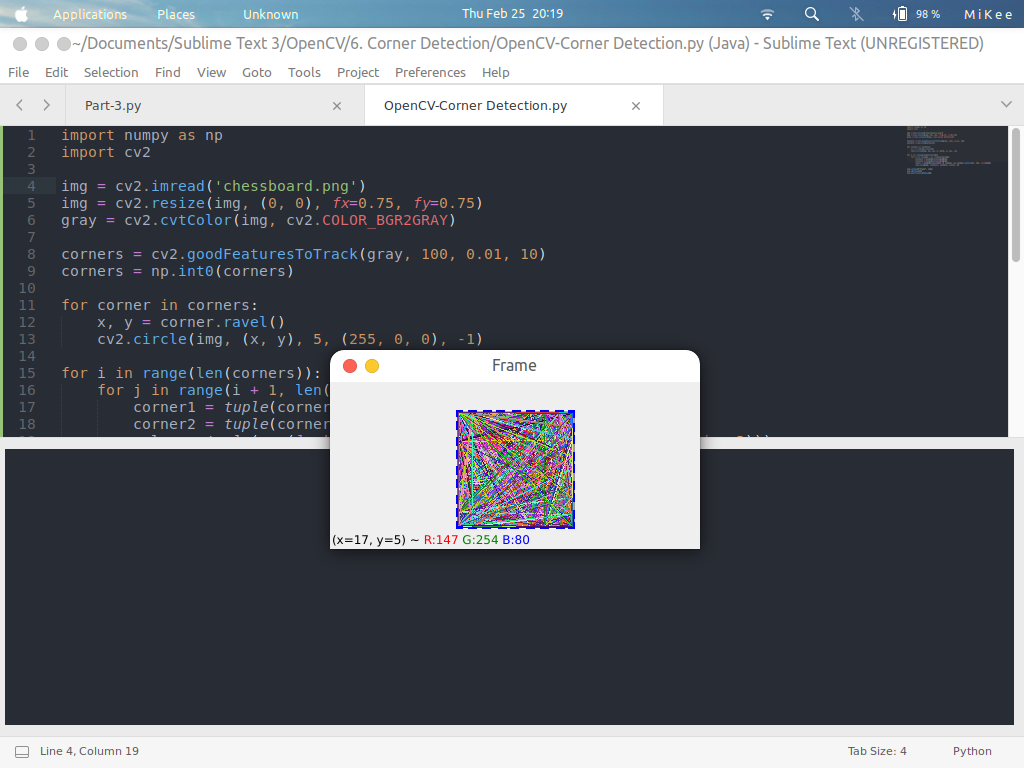 Applications Places Unknown Thu Feb 25 20:19 98 % MiKee
~/Documents/Sublime Text 3/OpenCV/6. Corner Detection/OpenCV-Corner Detection.py (Java) - Sublime Text (UNREGISTERED)
File Edit Selection Find View Goto Tools Project Preferences Help
Part-3.py × OpenCV-Corner Detection.py ×
1 import numpy as np
2 import cv2
3
4 img = cv2.imread('chessboard.png')
5 img = cv2.resize(img, (0, 0), fx=0.75, fy=0.75)
6 gray = cv2.cvtColor(img, cv2.COLOR_BGR2GRAY)
7
8 corners = cv2.goodFeaturesToTrack(gray, 100, 0.01, 10)
9 corners = np.int0(corners)
10
11 for corner in corners:
12 x, y = corner.ravel()
13 cv2.circle(img, (x, y), 5, (255, 0, 0), -1)
14
15 for i in range(len(corners)):
16 for j in range(i + 1, len(
17 corner1 = tuple(corner
18 corner2 = tuple(corner
Frame
(x=17, y=5) ~ R:147 G:254 B:80
Line 4, Column 19 Tab Size: 4 Python